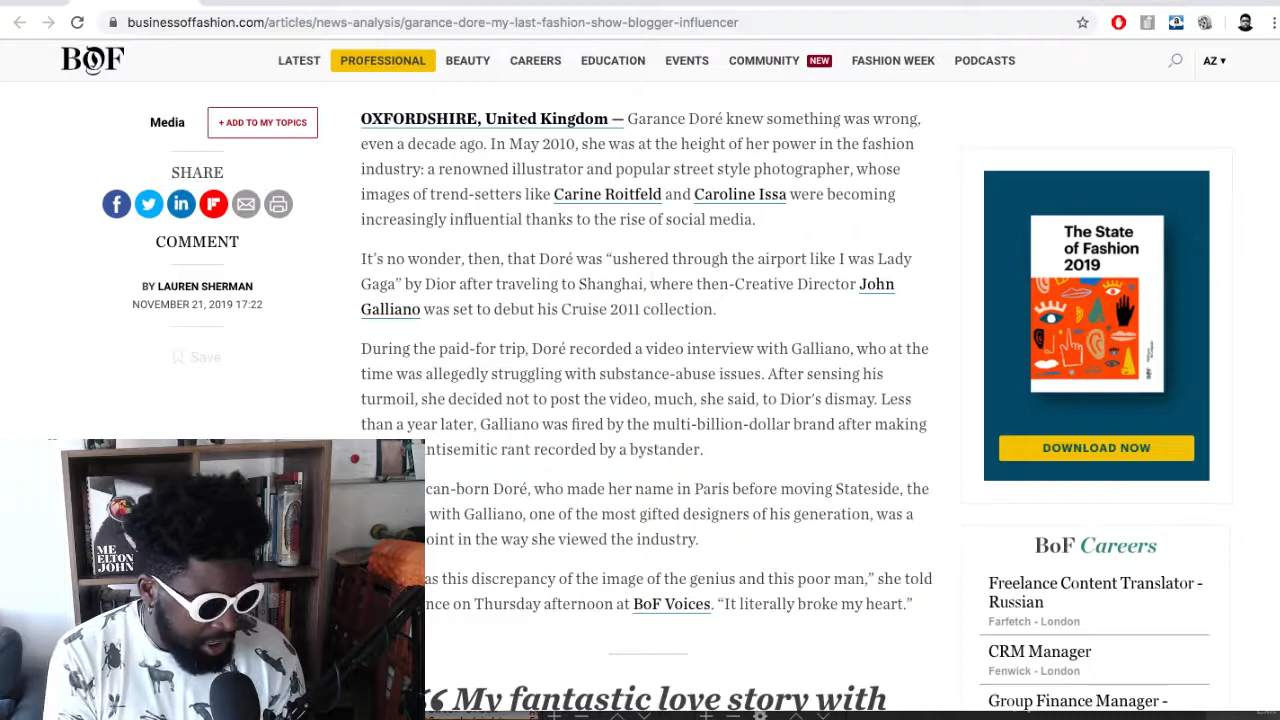 businessoffashion.com/articles/news-analysis/garance-dore-my-last-fashion-show-blogger-influencer
BOF
LATEST PROFESSIONAL BEAUTY CAREERS EDUCATION EVENTS COMMUNITY NEW FASHION WEEK PODCASTS
AZ ▾
Media
+ ADD TO MY TOPICS
SHARE
COMMENT
BY LAUREN SHERMAN
NOVEMBER 21, 2019 17:22
Save
OXFORDSHIRE, United Kingdom — Garance Doré knew something was wrong,
even a decade ago. In May 2010, she was at the height of her power in the fashion
industry: a renowned illustrator and popular street style photographer, whose
images of trend-setters like Carine Roitfeld and Caroline Issa were becoming
increasingly influential thanks to the rise of social media.
It's no wonder, then, that Doré was “ushered through the airport like I was Lady
Gaga” by Dior after traveling to Shanghai, where then-Creative Director John
Galliano was set to debut his Cruise 2011 collection.
During the paid-for trip, Doré recorded a video interview with Galliano, who at the
time was allegedly struggling with substance-abuse issues. After sensing his
turmoil, she decided not to post the video, much, she said, to Dior's dismay. Less
than a year later, Galliano was fired by the multi-billion-dollar brand after making
ntisemitic rant recorded by a bystander.
can-born Doré, who made her name in Paris before moving Stateside, the
with Galliano, one of the most gifted designers of his generation, was a
oint in the way she viewed the industry.
as this discrepancy of the image of the genius and this poor man,” she told
nce on Thursday afternoon at BoF Voices. “It literally broke my heart.”
“ My fantastic love story with
The State
of Fashion
2019
DOWNLOAD NOW
BoF Careers
Freelance Content Translator -
Russian
Farfetch - London
CRM Manager
Fenwick - London
Group Finance Manager -
ME
ELTON
JOHN